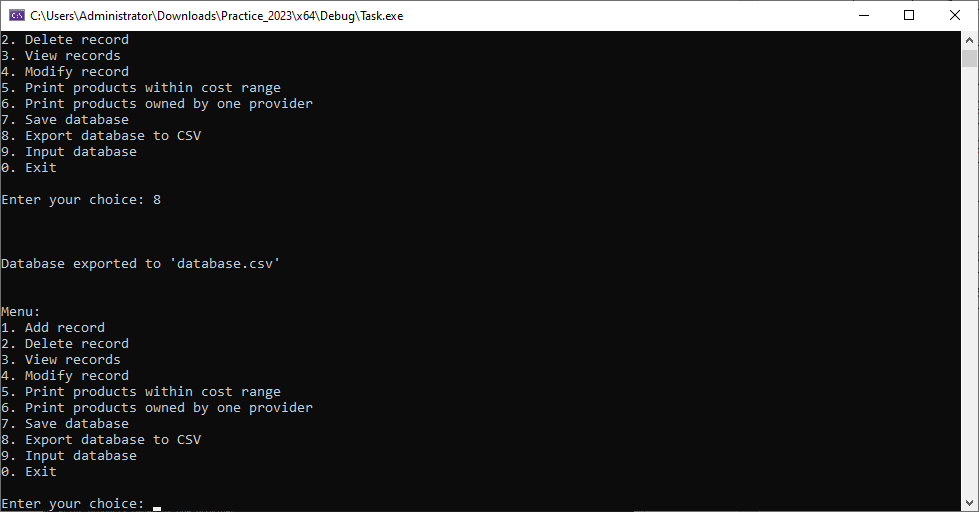 C:\Users\Administrator\Downloads\Practice_2023\x64\Debug\Task.exe
2. Delete record
3. View records
4. Modify record
5. Print products within cost range
6. Print products owned by one provider
7. Save database
8. Export database to CSV
9. Input database
0. Exit
Enter your choice: 8
Database exported to 'database.csv'
Menu:
1. Add record
2. Delete record
3. View records
4. Modify record
5. Print products within cost range
6. Print products owned by one provider
7. Save database
8. Export database to CSV
9. Input database
0. Exit
Enter your choice: